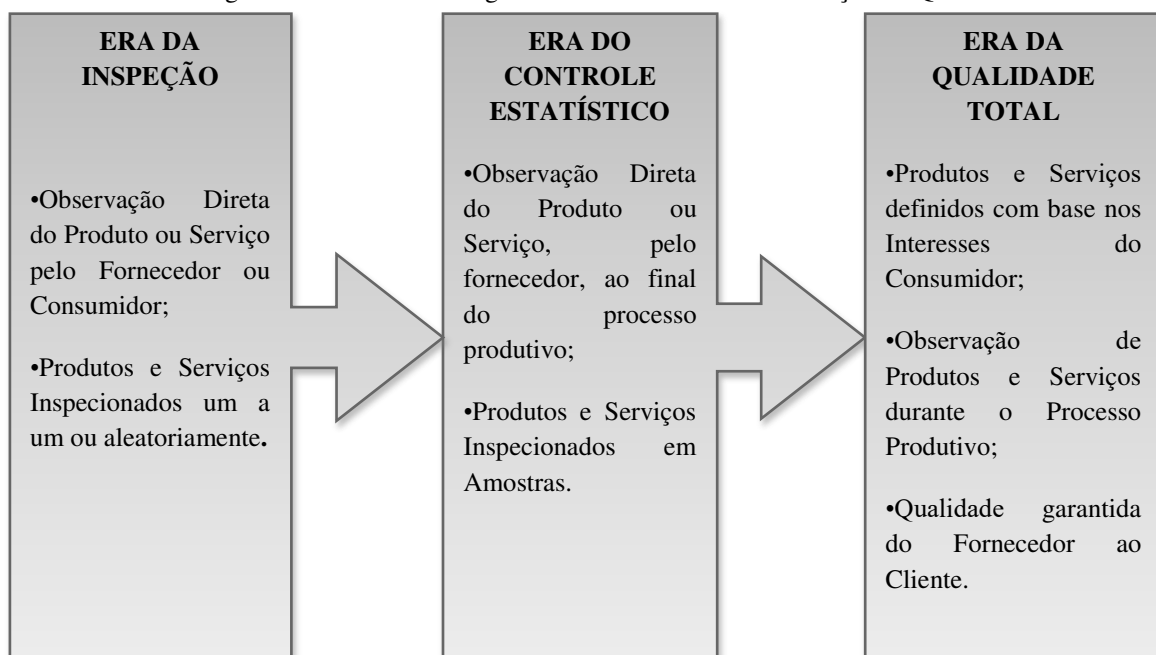 ERA DA
INSPEÇÃO
•Observação Direta
do Produto ou Serviço
pelo Fornecedor ou
Consumidor;
•Produtos e Serviços
Inspecionados um a
um ou aleatoriamente.
ERA DO
CONTROLE
ESTATÍSTICO
•Observação Direta
do Produto ou
Serviço, pelo
fornecedor, ao final
do processo
produtivo;
•Produtos e Serviços
Inspecionados em
Amostras.
ERA DA
QUALIDADE
TOTAL
•Produtos e Serviços
definidos com base nos
Interesses do
Consumidor;
•Observação de
Produtos e Serviços
durante o Processo
Produtivo;
•Qualidade garantida
do Fornecedor ao
Cliente.